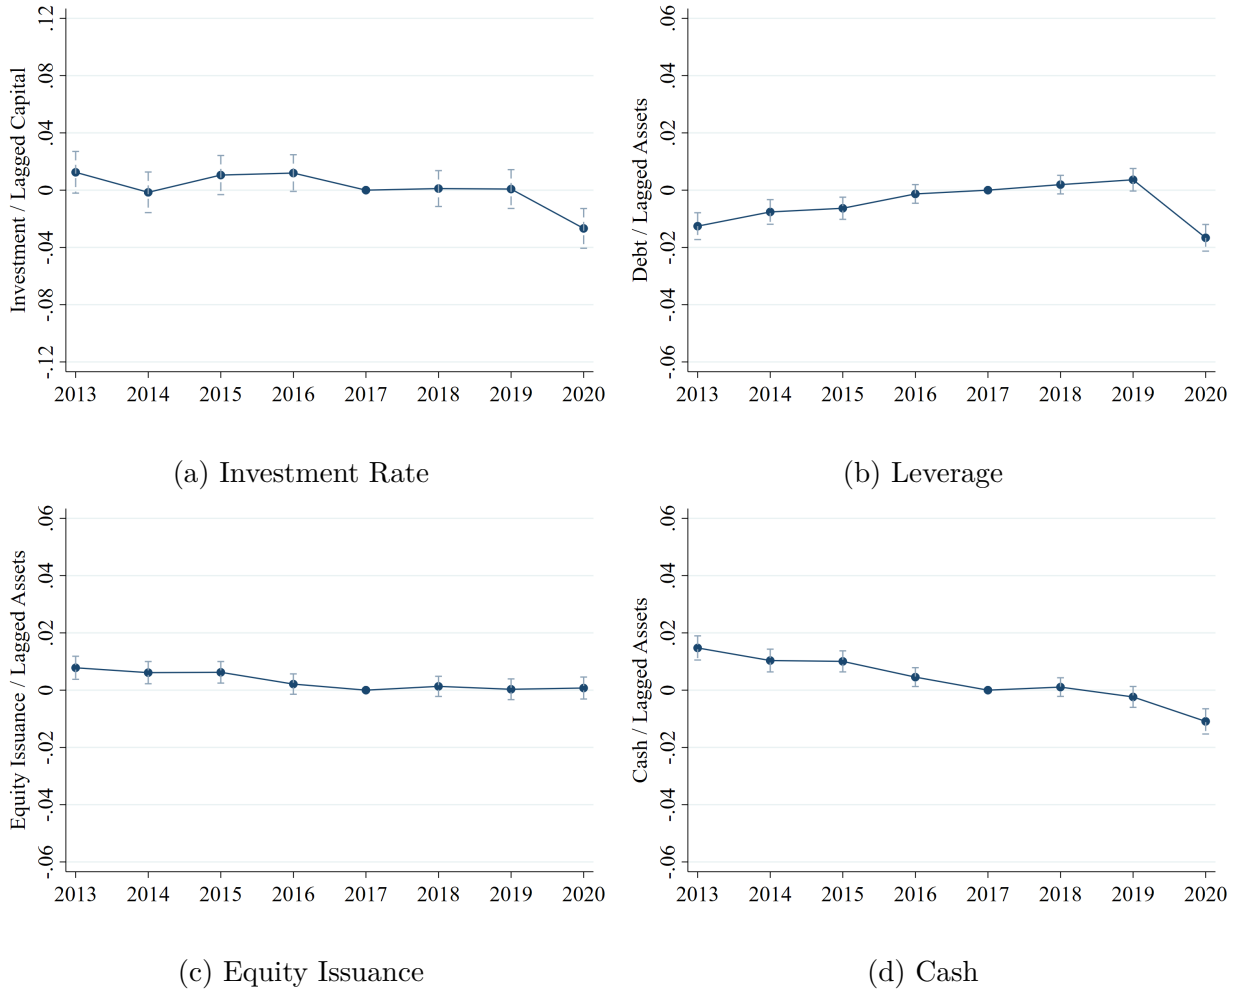 Investment / Lagged Capital
.12
.08
.04
0
-.04
-.08
-.12
2013 2014 2015 2016 2017 2018 2019 2020
(a) Investment Rate
Debt / Lagged Assets
.06
.04
.02
0
-.02
-.04
-.06
2013 2014 2015 2016 2017 2018 2019 2020
(b) Leverage
Equity Issuance / Lagged Assets
.06
.04
.02
0
-.02
-.04
-.06
2013 2014 2015 2016 2017 2018 2019 2020
(c) Equity Issuance
Cash / Lagged Assets
.06
.04
.02
0
-.02
-.04
-.06
2013 2014 2015 2016 2017 2018 2019 2020
(d) Cash